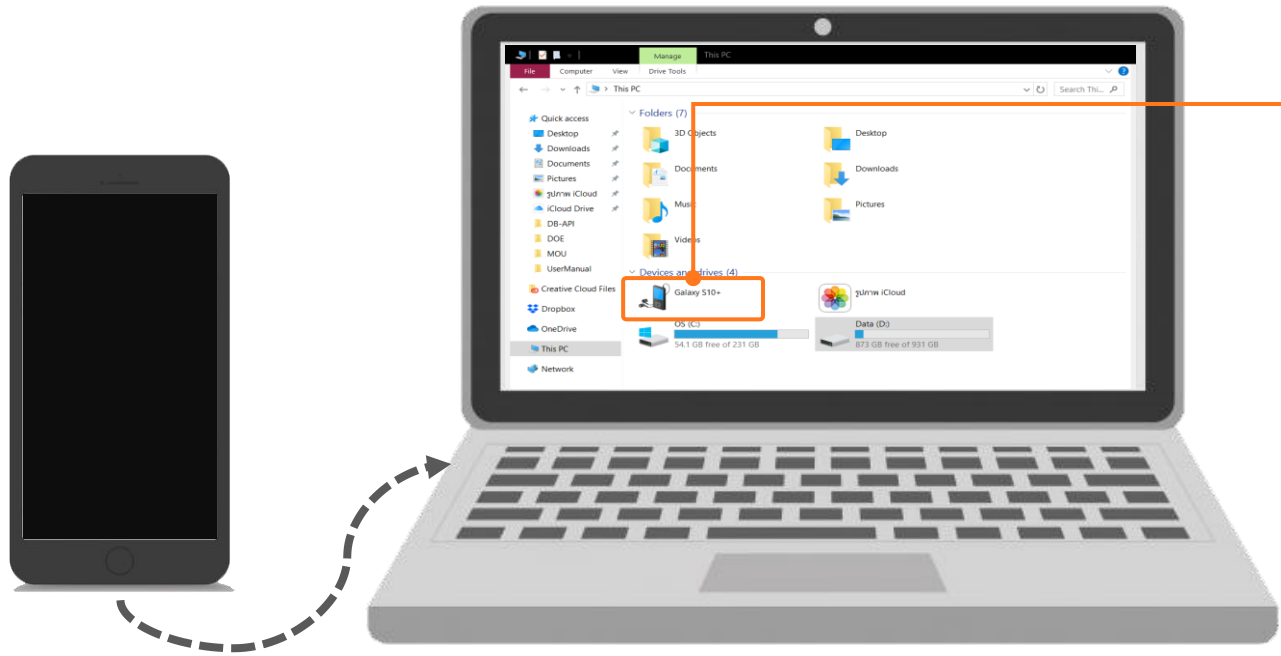 Manage This PC
File Computer View Drive Tools
This PC
Search Thi...
Quick access
Desktop
Downloads
Documents
Pictures
รูปภาพ iCloud
iCloud Drive
DB-API
DOE
MOU
UserManual
Creative Cloud Files
Dropbox
OneDrive
This PC
Network
Folders (7)
3D Objects
Desktop
Documents
Downloads
Music
Pictures
Videos
Devices and drives (4)
Galaxy S10+
รูปภาพ iCloud
OS (C:)
54.1 GB free of 231 GB
Data (D:)
873 GB free of 931 GB